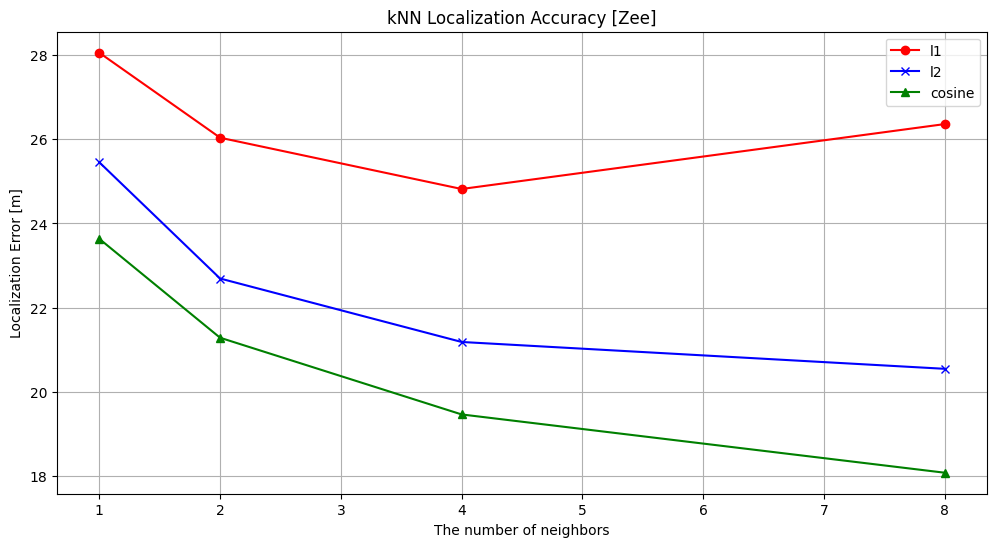 kNN Localization Accuracy [Zee]
l1
l2
cosine
Localization Error [m]
28
26
24
22
20
18
1 2 3 4 5 6 7 8
The number of neighbors